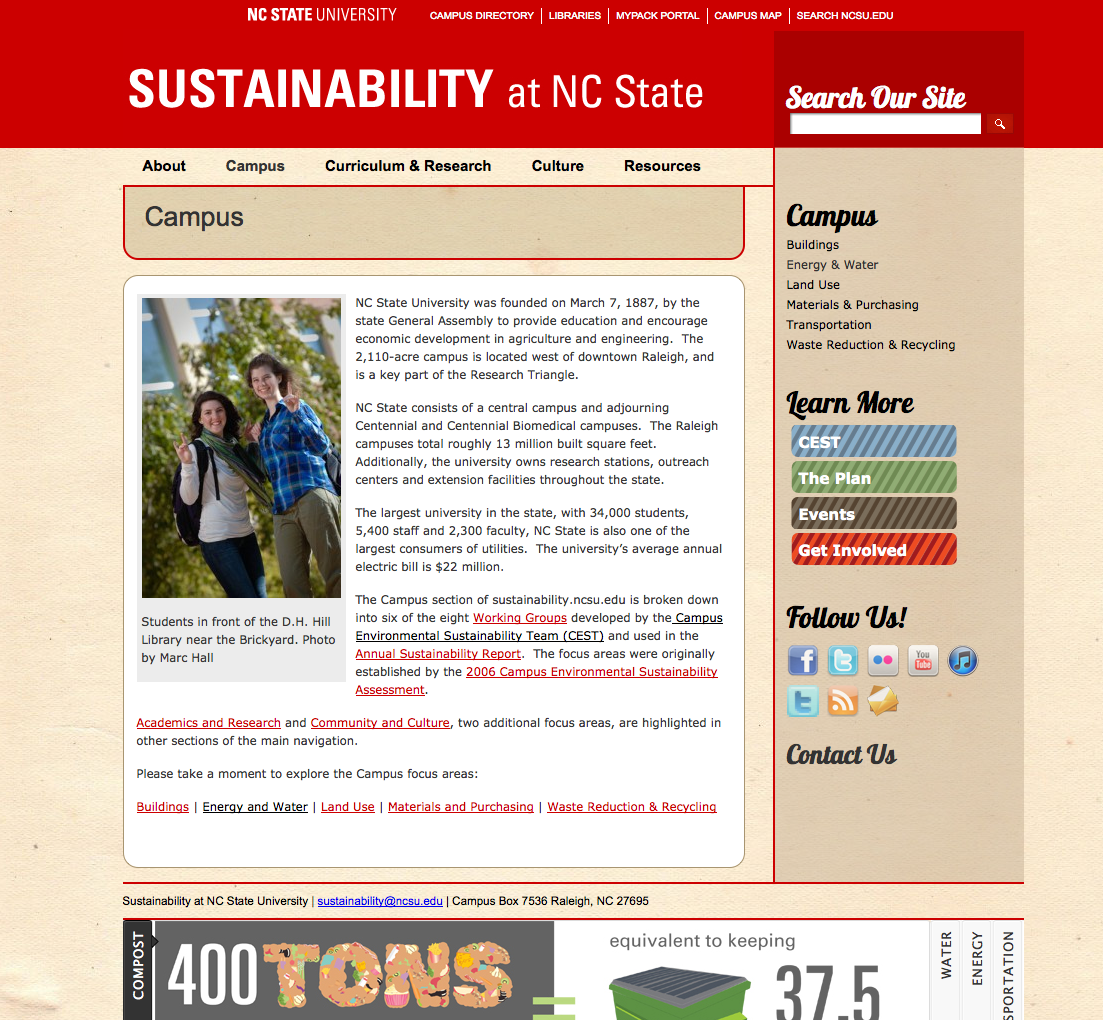 NC STATE UNIVERSITY
CAMPUS DIRECTORY
LIBRARIES
MYPACK PORTAL
CAMPUS MAP
SEARCH NCSU.EDU
SUSTAINABILITY at NC State
Search Our Site
About
Campus
Curriculum & Research
Culture
Resources
Campus
NC State University was founded on March 7, 1887, by the
state General Assembly to provide education and encourage
economic development in agriculture and engineering.  The
2,110-acre campus is located west of downtown Raleigh, and
is a key part of the Research Triangle.
NC State consists of a central campus and adjourning
Centennial and Centennial Biomedical campuses.  The Raleigh
campuses total roughly 13 million built square feet.
Additionally, the university owns research stations, outreach
centers and extension facilities throughout the state.
The largest university in the state, with 34,000 students,
5,400 staff and 2,300 faculty, NC State is also one of the
largest consumers of utilities.  The university's average annual
electric bill is $22 million.
The Campus section of sustainability.ncsu.edu is broken down
into six of the eight Working Groups developed by the Campus
Environmental Sustainability Team (CEST) and used in the
Annual Sustainability Report.  The focus areas were originally
established by the 2006 Campus Environmental Sustainability
Assessment.
Students in front of the D.H. Hill
Library near the Brickyard. Photo
by Marc Hall
Academics and Research and Community and Culture, two additional focus areas, are highlighted in
other sections of the main navigation.
Please take a moment to explore the Campus focus areas:
Buildings | Energy and Water | Land Use | Materials and Purchasing | Waste Reduction & Recycling
Campus
Buildings
Energy & Water
Land Use
Materials & Purchasing
Transportation
Waste Reduction & Recycling
Learn More
CEST
The Plan
Events
Get Involved
Follow Us!
f
t
You
Tube
t
Contact Us
Sustainability at NC State University | sustainability@ncsu.edu | Campus Box 7536 Raleigh, NC 27695
COMPOST
400 TONS
=
equivalent to keeping
37.5
WATER
ENERGY
SPORTATION